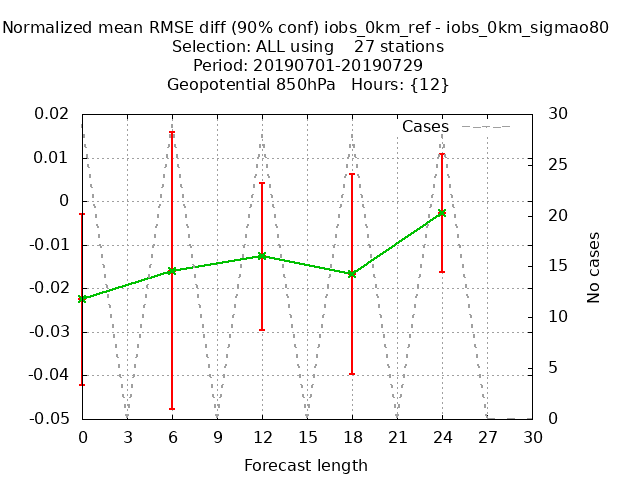 Normalized mean RMSE diff (90% conf) iobs_0km_ref - iobs_0km_sigmao80
Selection: ALL using    27 stations
Period: 20190701-20190729
Geopotential 850hPa   Hours: {12}
0.02
0.01
0
-0.01
-0.02
-0.03
-0.04
-0.05
Cases
30
25
20
15
10
5
0
No cases
0 3 6 9 12 15 18 21 24 27 30
Forecast length